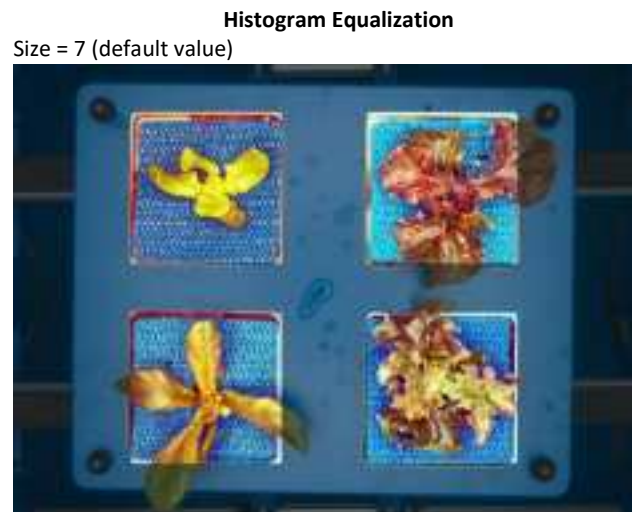 Histogram Equalization
Size = 7 (default value)